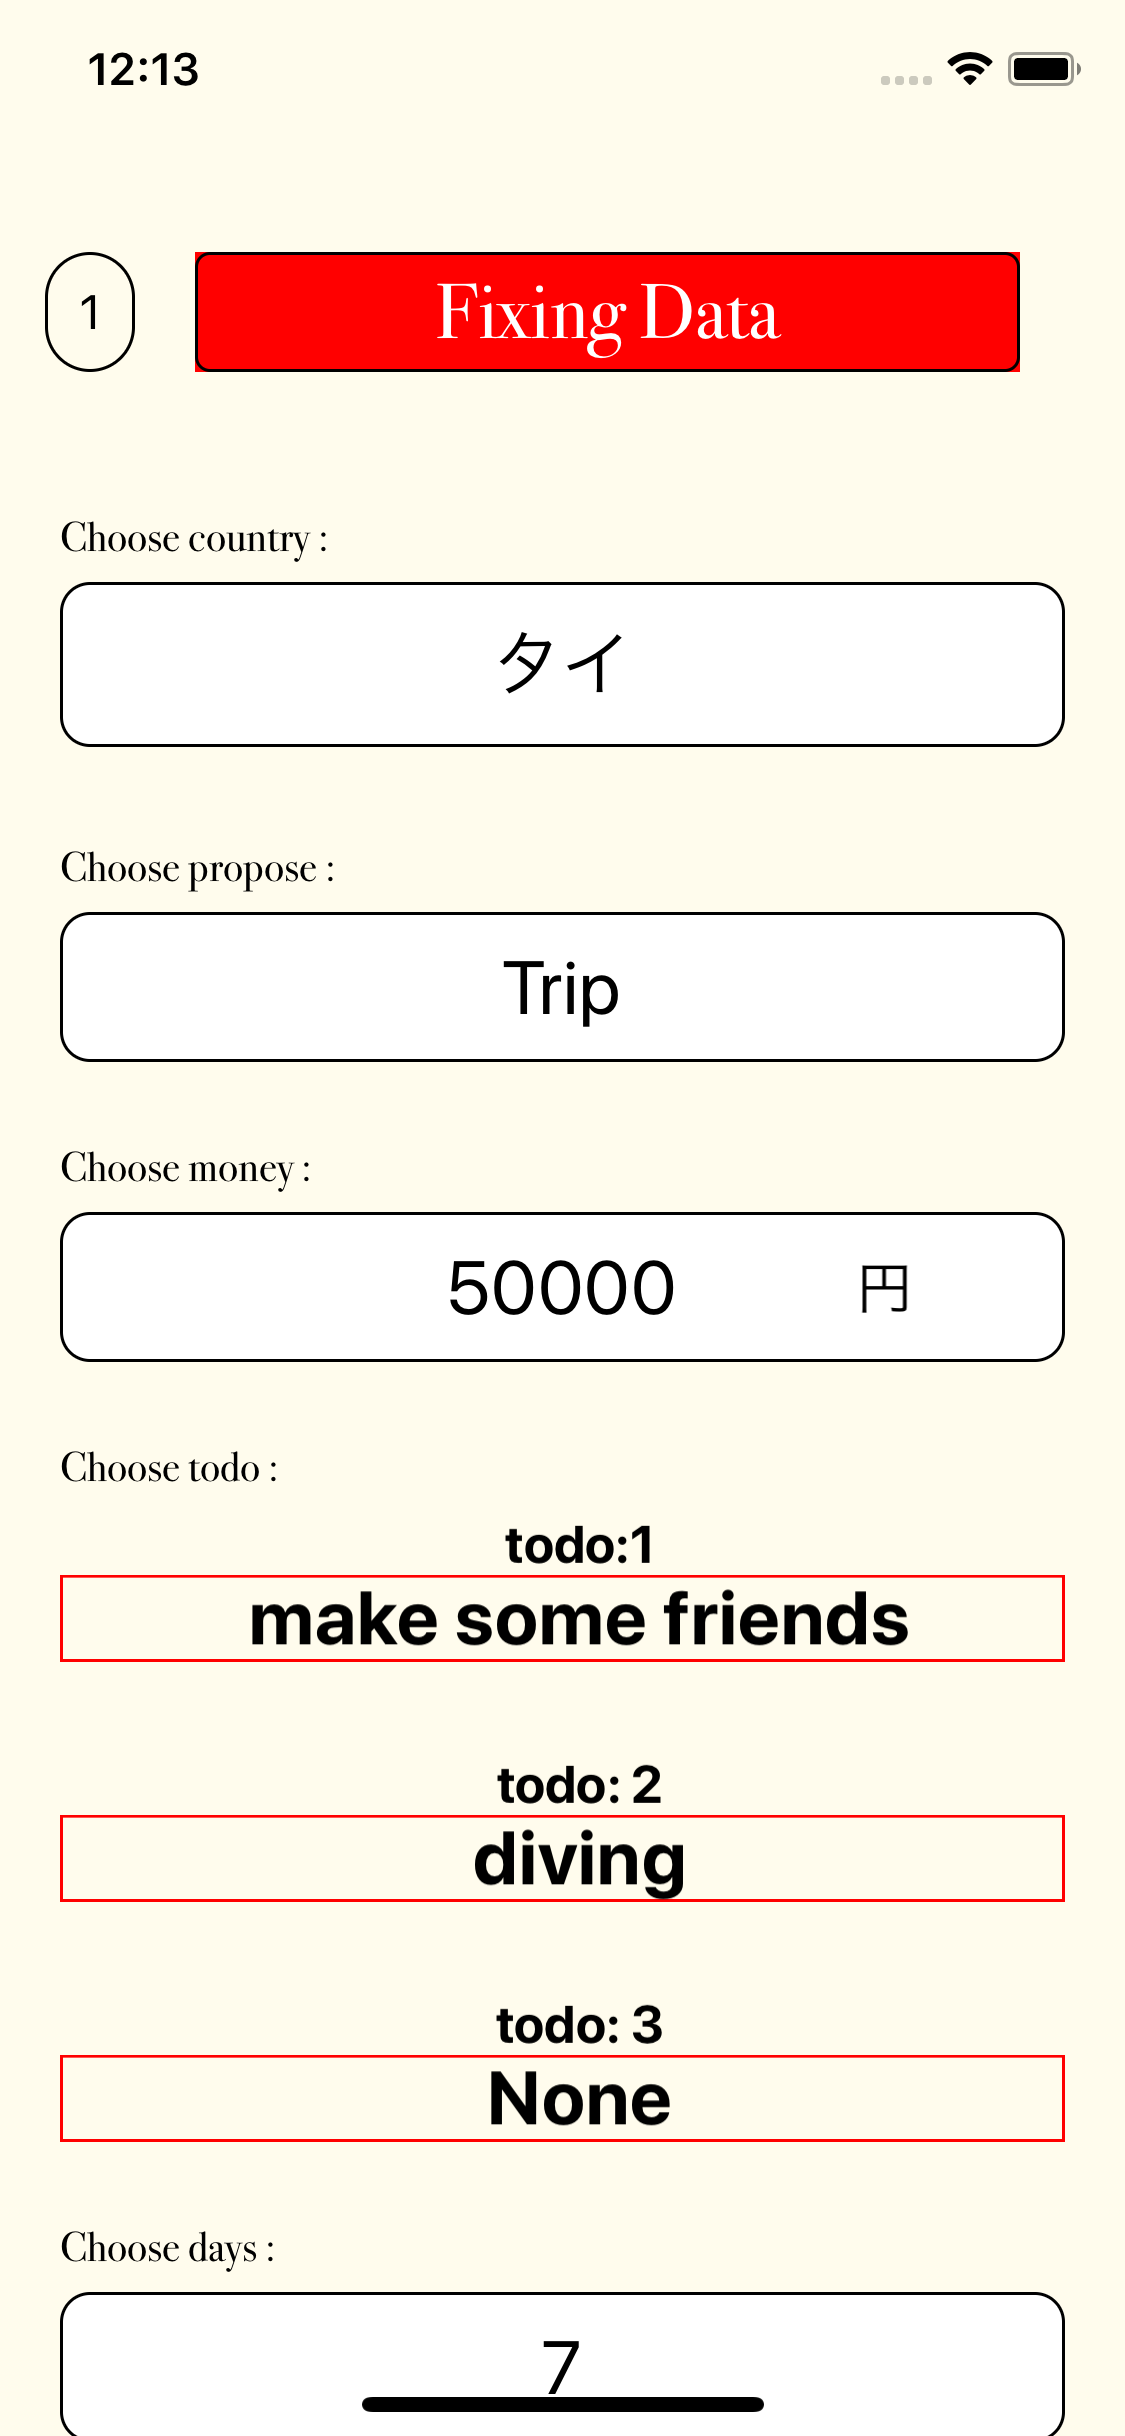 12:13
1
Fixing Data
Choose country :
タイ
Choose propose :
Trip
Choose money :
50000 円
Choose todo :
todo:1
make some friends
todo: 2
diving
todo: 3
None
Choose days :
7